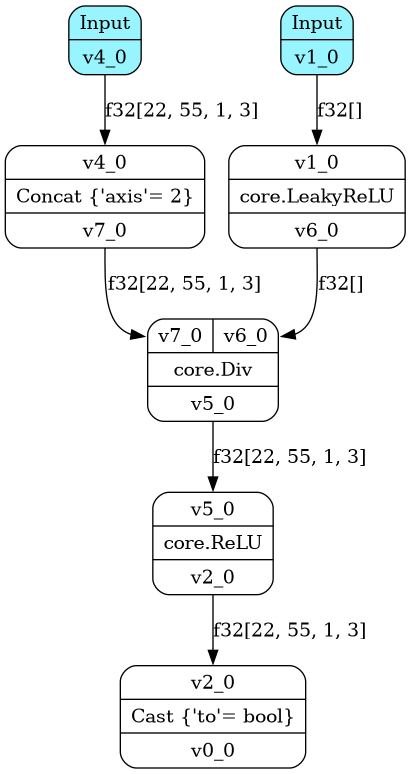 Input
v4_0
Input
v1_0
f32[22, 55, 1, 3]
f32[]
v4_0
Concat {'axis'= 2}
v7_0
v1_0
core.LeakyReLU
v6_0
f32[22, 55, 1, 3]
f32[]
v7_0 v6_0
core.Div
v5_0
f32[22, 55, 1, 3]
v5_0
core.ReLU
v2_0
f32[22, 55, 1, 3]
v2_0
Cast {'to'= bool}
v0_0